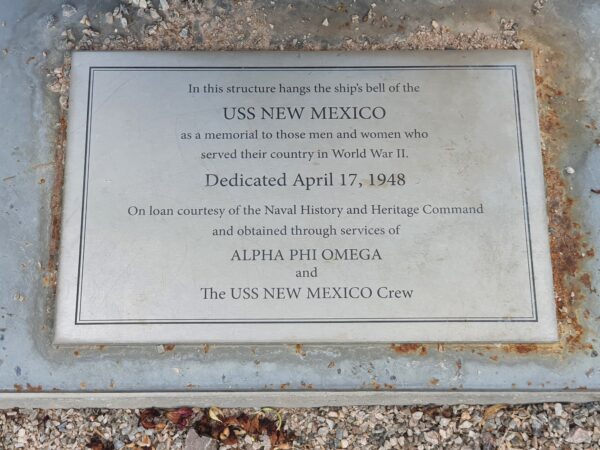 In this structure hangs the ship's bell of the
USS NEW MEXICO
as a memorial to those men and women who
served their country in World War II.
Dedicated April 17, 1948
On loan courtesy of the Naval History and Heritage Command
and obtained through services of
ALPHA PHI OMEGA
and
The USS NEW MEXICO Crew